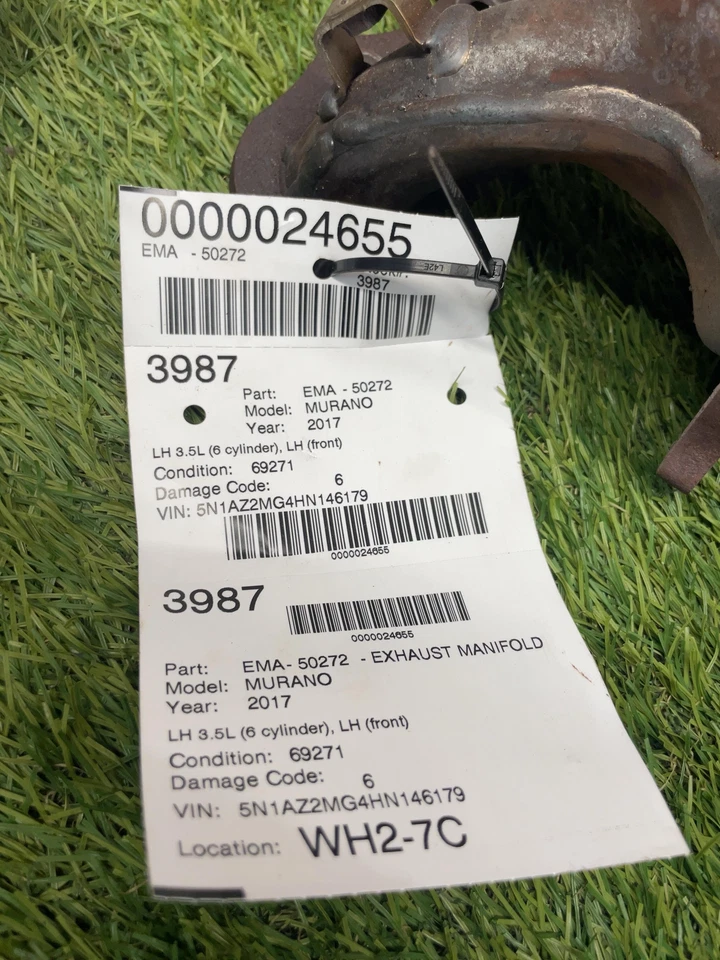 0000024655
EMA - 50272
L42E
3987
3987
Part: EMA - 50272
Model: MURANO
Year: 2017
LH 3.5L (6 cylinder), LH (front)
Condition: 69271
Damage Code: 6
VIN: 5N1AZ2MG4HN146179
0000024655
3987
0000024655
Part: EMA- 50272 - EXHAUST MANIFOLD
Model: MURANO
Year: 2017
LH 3.5L (6 cylinder), LH (front)
Condition: 69271
Damage Code: 6
VIN: 5N1AZ2MG4HN146179
Location: WH2-7C